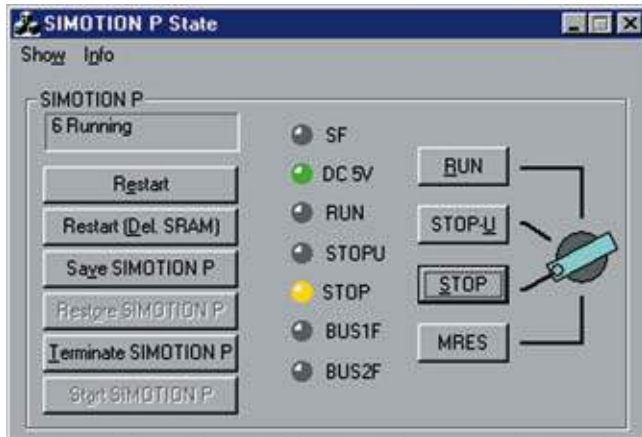 SIMOTION P State
Show Info
SIMOTION P
6 Running
Restart
Restart (Del. SRAM)
Save SIMOTION P
Restore SIMOTION P
Terminate SIMOTION P
Start SIMOTION P
SF
DC 5V
RUN
STOPU
STOP
BUS1F
BUS2F
RUN
STOP-U
STOP
MRES